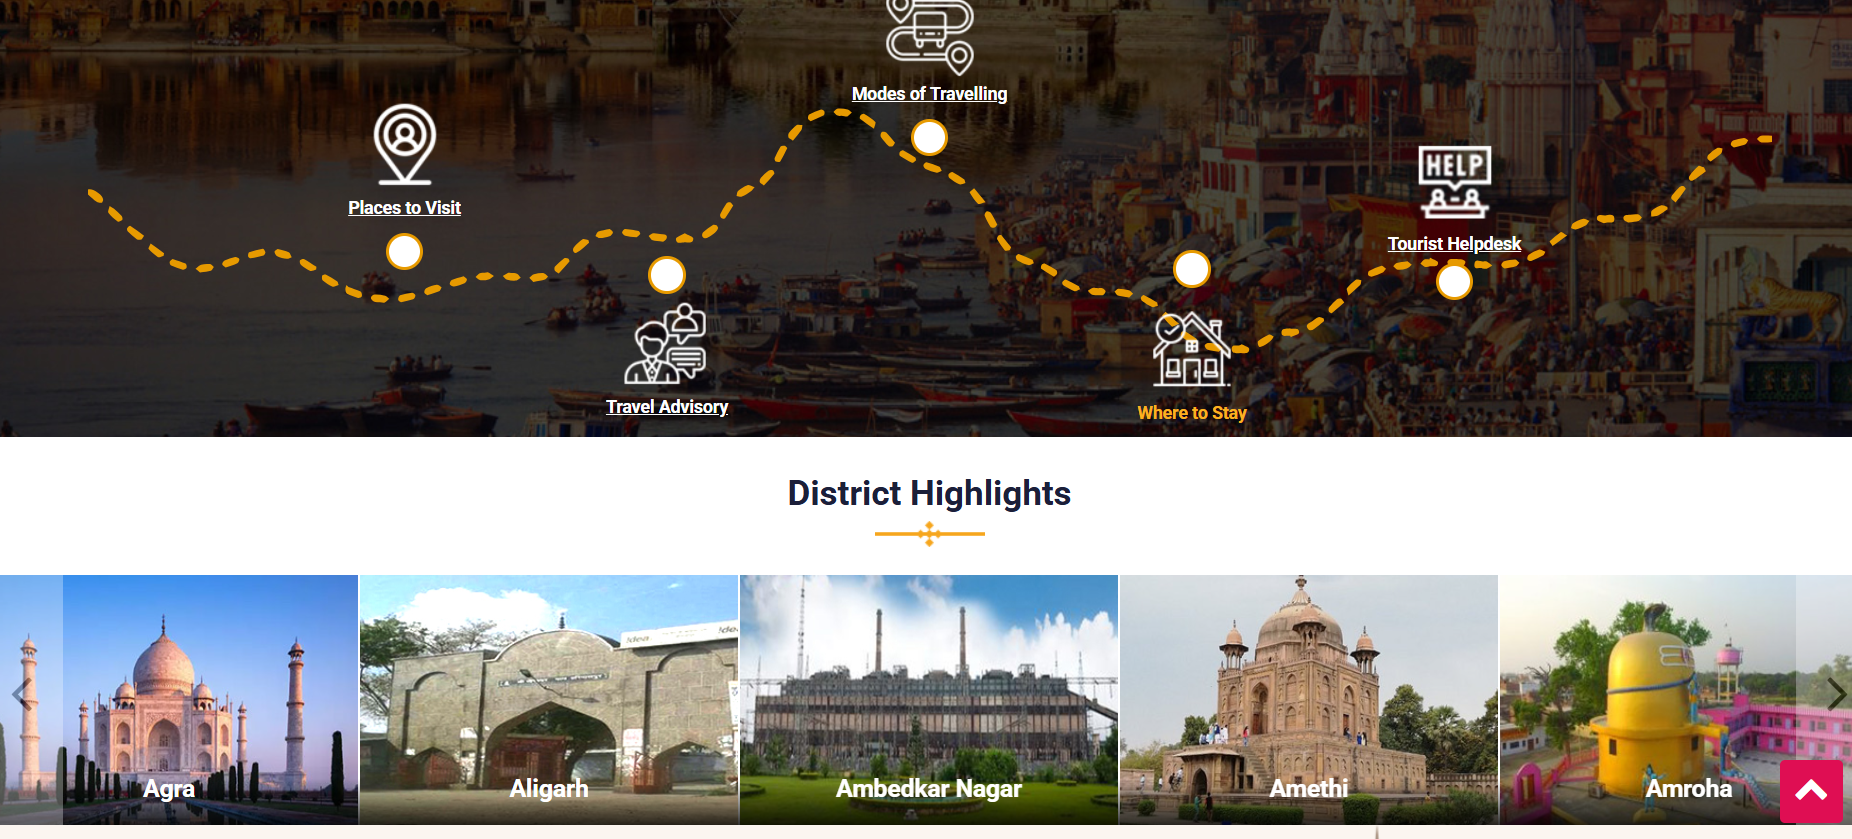 Modes of Travelling
Places to Visit
HELP
Tourist Helpdesk
Travel Advisory
Where to Stay
District Highlights
Agra
Aligarh
Ambedkar Nagar
Amethi
Amroha